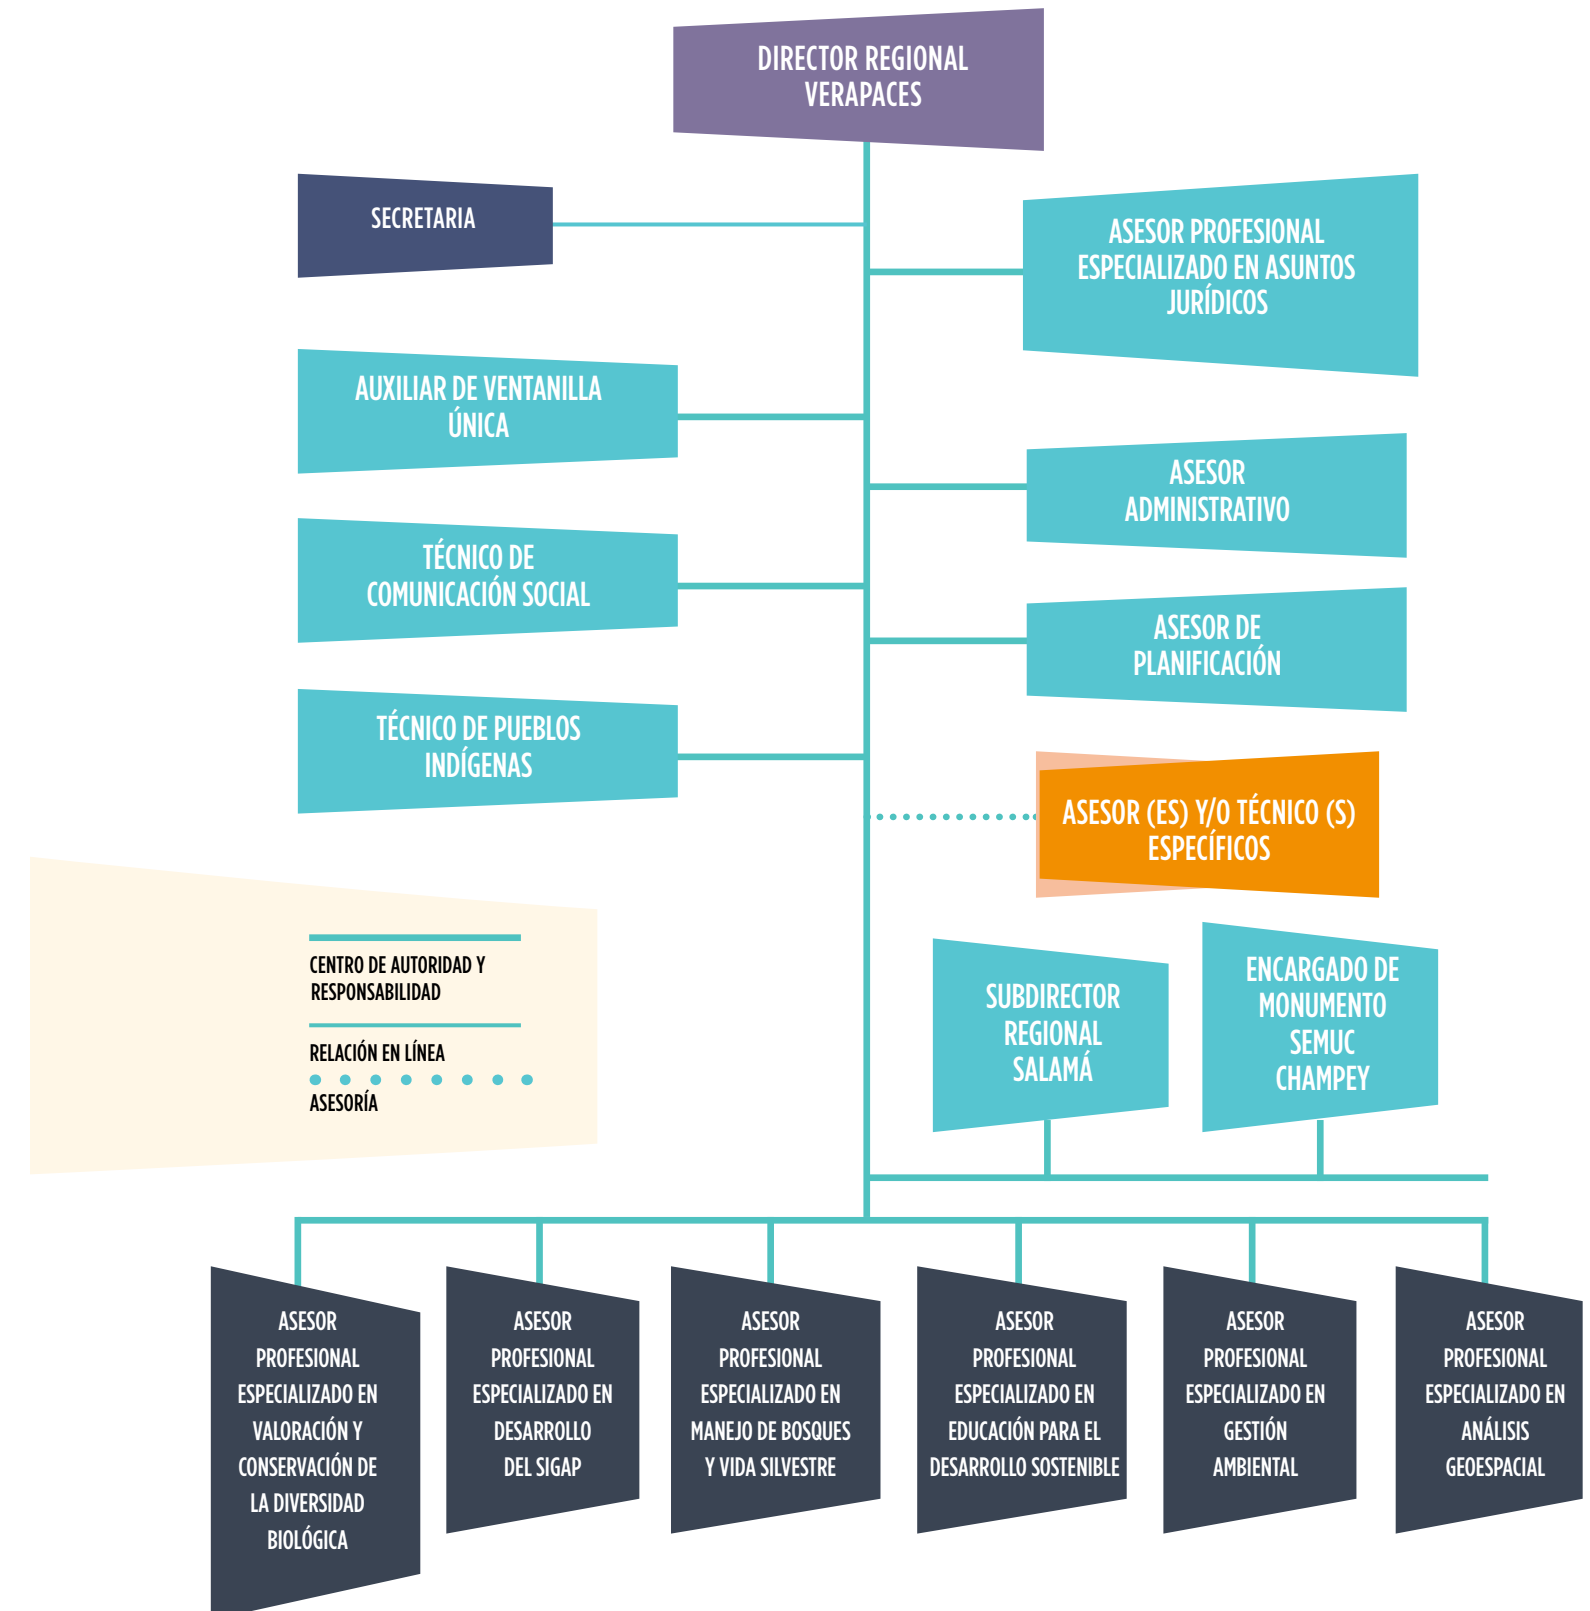 DIRECTOR REGIONAL
VERAPACES
SECRETARIA
ASESOR PROFESIONAL
ESPECIALIZADO EN ASUNTOS
JURÍDICOS
AUXILIAR DE VENTANILLA
ÚNICA
ASESOR
ADMINISTRATIVO
TÉCNICO DE
COMUNICACIÓN SOCIAL
ASESOR DE
PLANIFICACIÓN
TÉCNICO DE PUEBLOS
INDÍGENAS
ASESOR (ES) Y/O TÉCNICO (S)
ESPECÍFICOS
CENTRO DE AUTORIDAD Y
RESPONSABILIDAD
RELACIÓN EN LÍNEA
ASESORÍA
SUBDIRECTOR
REGIONAL
SALAMÁ
ENCARGADO DE
MONUMENTO
SEMUC
CHAMPEY
ASESOR
PROFESIONAL
ESPECIALIZADO EN
VALORACIÓN Y
CONSERVACIÓN DE
LA DIVERSIDAD
BIOLÓGICA
ASESOR
PROFESIONAL
ESPECIALIZADO EN
DESARROLLO
DEL SIGAP
ASESOR
PROFESIONAL
ESPECIALIZADO EN
MANEJO DE BOSQUES
Y VIDA SILVESTRE
ASESOR
PROFESIONAL
ESPECIALIZADO EN
EDUCACIÓN PARA EL
DESARROLLO SOSTENIBLE
ASESOR
PROFESIONAL
ESPECIALIZADO EN
GESTIÓN
AMBIENTAL
ASESOR
PROFESIONAL
ESPECIALIZADO EN
ANÁLISIS
GEOESPACIAL